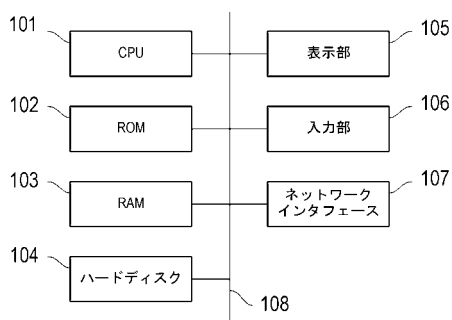 101
CPU
102
ROM
103
RAM
104
ハードディスク
105
表示部
106
入力部
107
ネットワーク
インタフェース
108